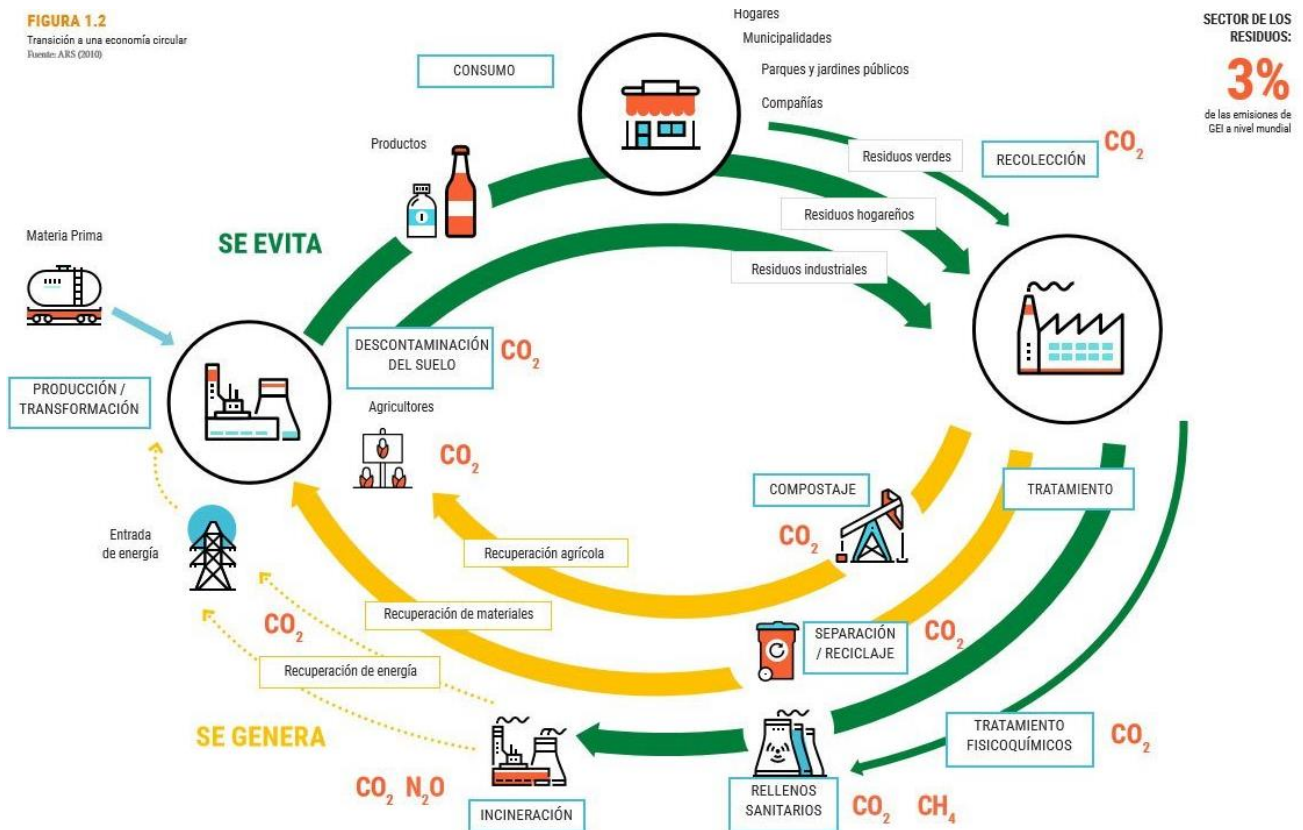 FIGURA 1.2
Transición a una economía circular
Fuente: ARS (2010)
SECTOR DE LOS
RESIDUOS:
3%
de las emisiones de
GEI a nivel mundial
Hogares
Municipalidades
Parques y jardines públicos
Compañías
CONSUMO
Productos
Residuos verdes
RECOLECCIÓN
CO2
Residuos hogareños
Residuos industriales
SE EVITA
Materia Prima
DESCONTAMINACIÓN
DEL SUELO
CO2
PRODUCCIÓN /
TRANSFORMACIÓN
Agricultores
CO2
COMPOSTAJE
CO2
TRATAMIENTO
Entrada
de energía
Recuperación agrícola
Recuperación de materiales
CO2
SEPARACIÓN
/ RECICLAJE
CO2
Recuperación de energía
SE GENERA
TRATAMIENTO
FISICOQUÍMICOS
CO2
CO2 N2O
INCINERACIÓN
RELLENOS
SANITARIOS
CO2 CH4